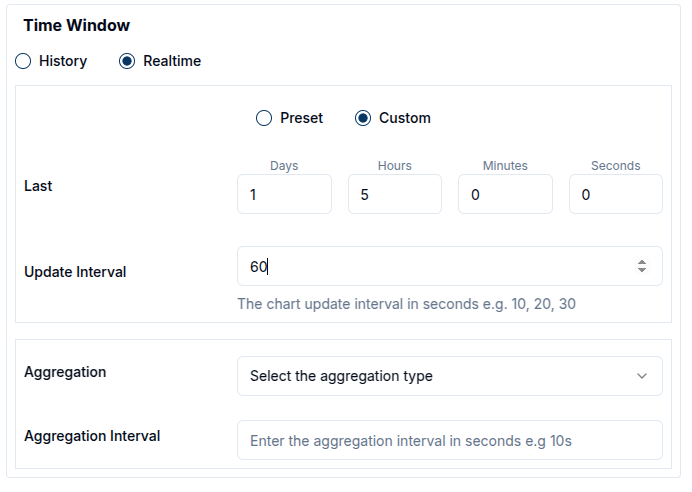 Time Window
History Realtime
Preset Custom
Days Hours Minutes Seconds
Last 1 5 0 0
Update Interval 60
The chart update interval in seconds e.g. 10, 20, 30
Aggregation Select the aggregation type
Aggregation Interval Enter the aggregation interval in seconds e.g 10s